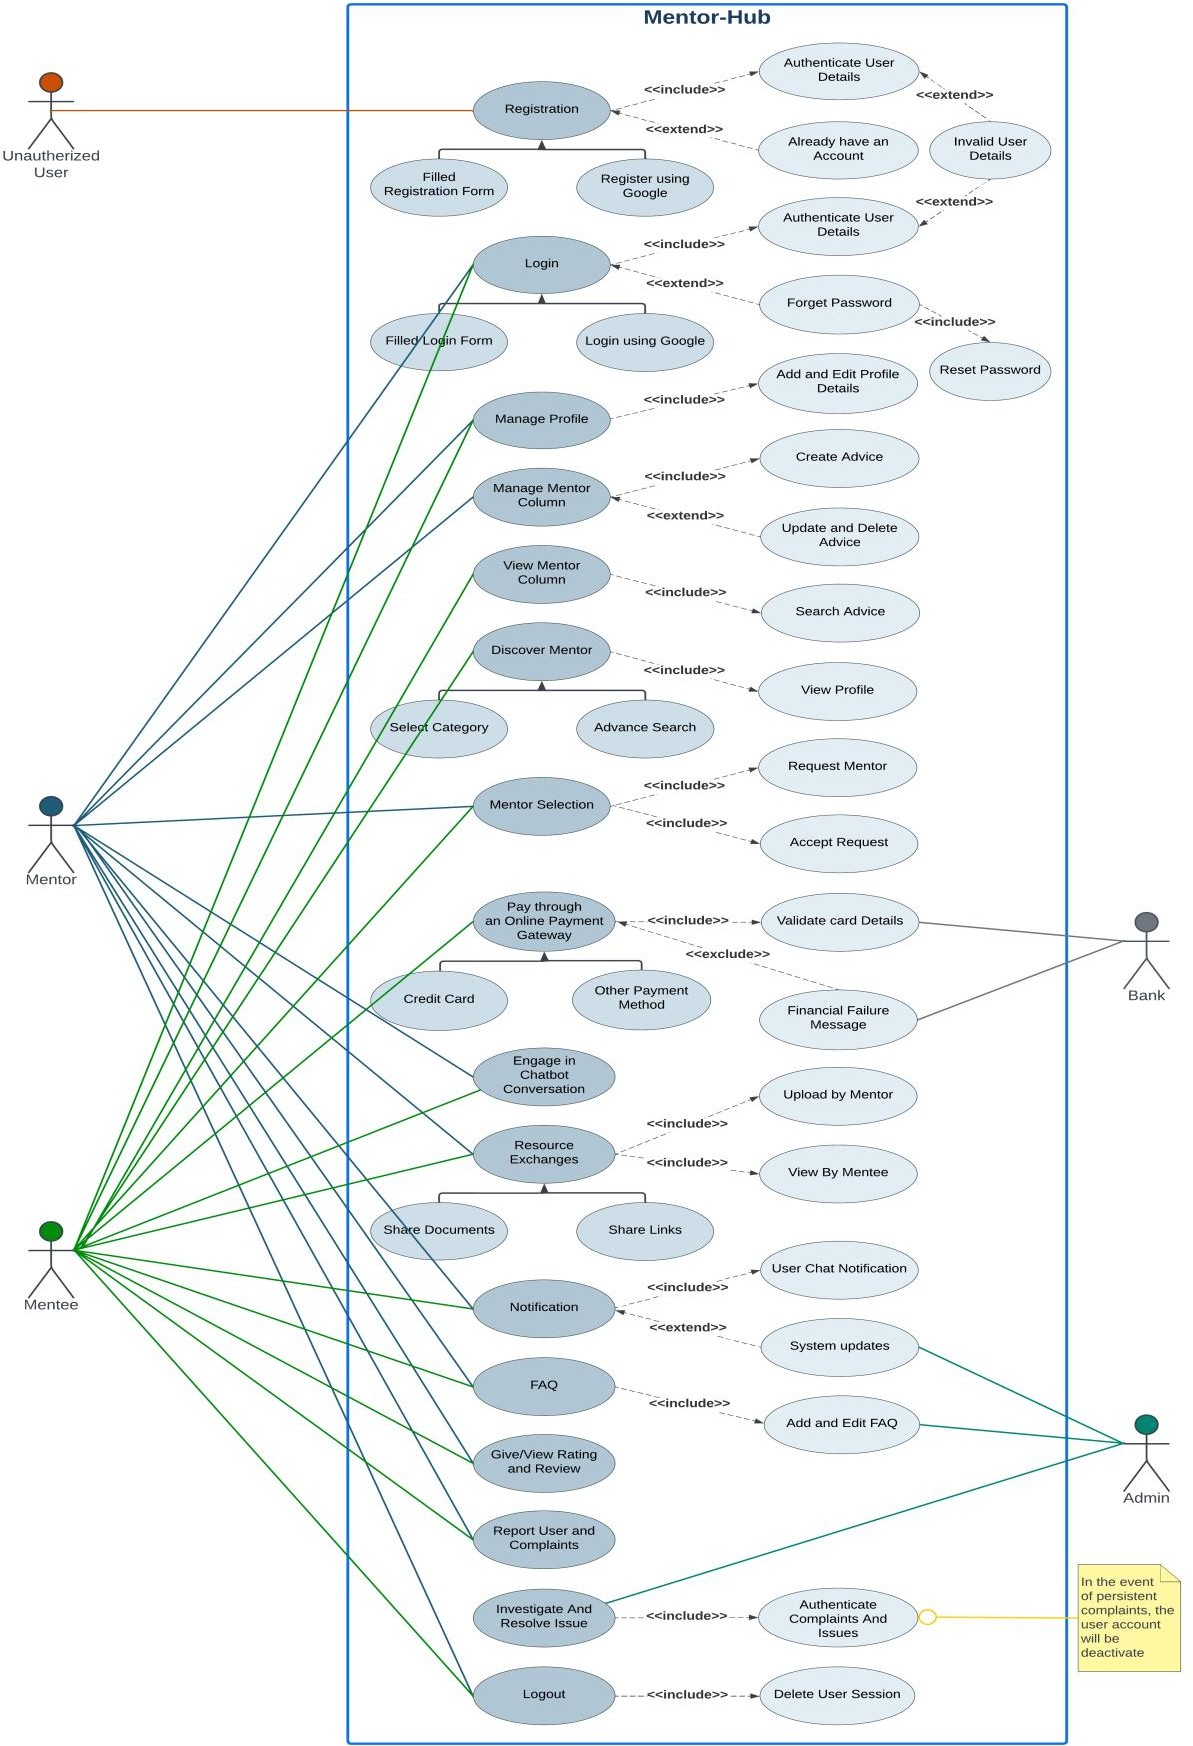 Mentor-Hub
Authenticate User
Details
<<include>>
<<extend>>
Registration
<<extend>>
Already have an
Account
Invalid User
Details
Unautherized
User
Filled
Registration Form
Register using
Google
<<extend>>
Authenticate User
Details
<<include>>
Login
<<extend>>
Forget Password
<<include>>
Filled Login Form
Login using Google
Reset Password
Add and Edit Profile
Details
<<include>>
Manage Profile
Create Advice
<<include>>
Manage Mentor
Column
<<extend>>
Update and Delete
Advice
View Mentor
Column
<<include>>
Search Advice
Discover Mentor
<<include>>
View Profile
Select Category
Advance Search
Request Mentor
<<include>>
Mentor Selection
<<include>>
Accept Request
Mentor
Pay through
an Online Payment
Gateway
<<include>>
Validate card Details
<<exclude>>
Bank
Credit Card
Other Payment
Method
Financial Failure
Message
Engage in
Chatbot
Conversation
Upload by Mentor
<<include>>
Resource
Exchanges
<<include>>
View By Mentee
Share Documents
Share Links
Mentee
User Chat Notification
<<include>>
Notification
<<extend>>
System updates
FAQ
<<include>>
Add and Edit FAQ
Give/View Rating
and Review
Admin
Report User and
Complaints
Investigate And
Resolve Issue
<<include>>
Authenticate
Complaints And
Issues
In the event
of persistent
complaints, the
user account
will be
deactivate
Logout
<<include>>
Delete User Session